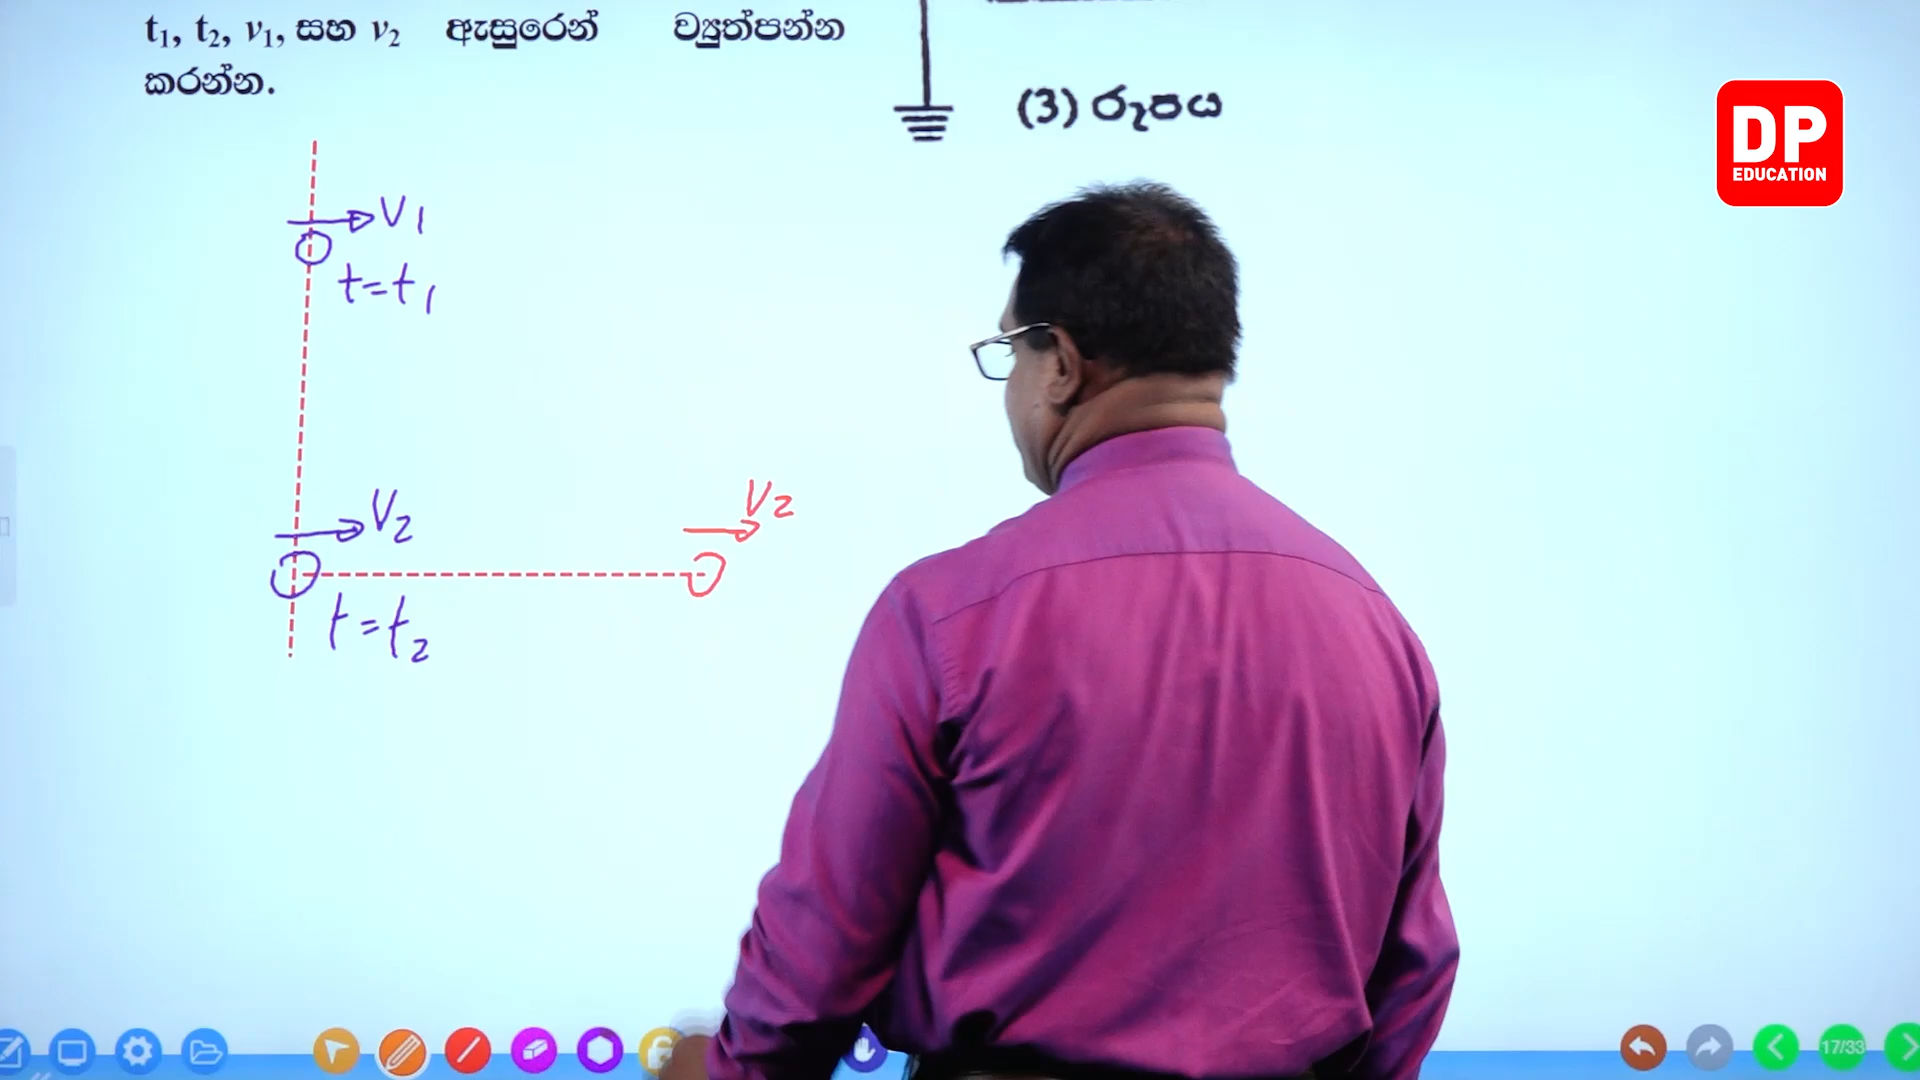 t₁, t₂, v₁, සහ v₂ ඇසුරෙන් ව්‍යුත්පන්න
කරන්න.
(3) රූපය
DP
EDUCATION
V₁
t=t₁
V₂
V₂
t=t₂
17/33